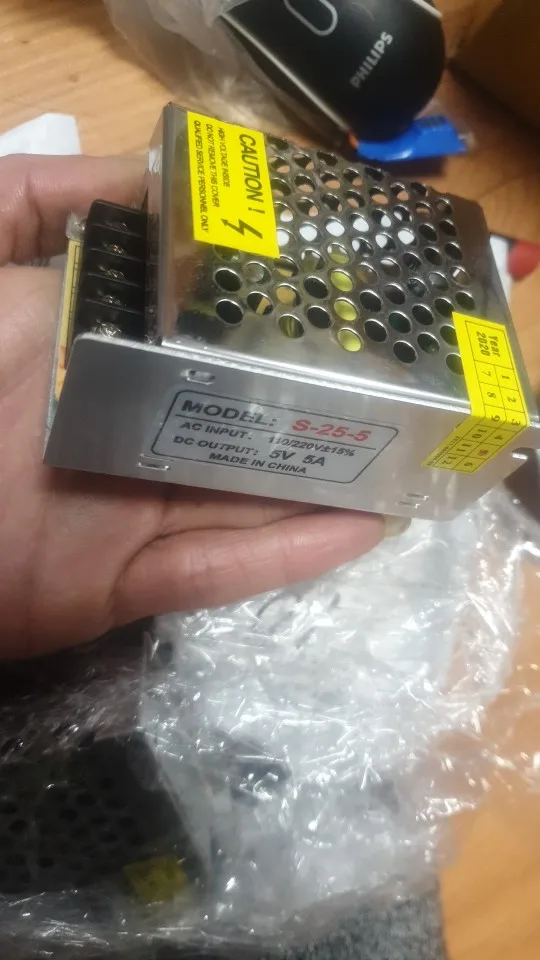 PHILIPS
CAUTION !
HIGH VOLTAGE INSIDE
DO NOT REMOVE THIS COVER
QUALIFIED SERVICE PERSONNEL ONLY
Year 1 2 3
2020 7 8 9
4 6
10 11 12
MODEL: S-25-5
AC INPUT: 110/220V±15%
DC OUTPUT: 5V 5A
MADE IN CHINA